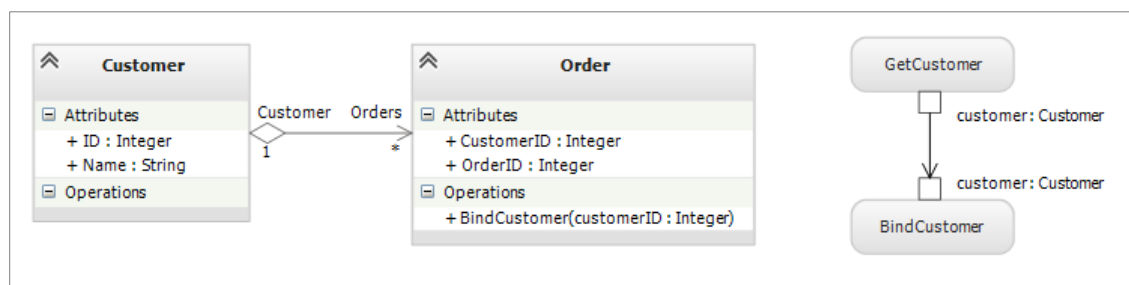 Customer
Attributes
+ ID : Integer
+ Name : String
Operations
Customer
Orders
1
*
Order
Attributes
+ CustomerID : Integer
+ OrderID : Integer
Operations
+ BindCustomer(customerID : Integer)
GetCustomer
customer: Customer
customer: Customer
BindCustomer